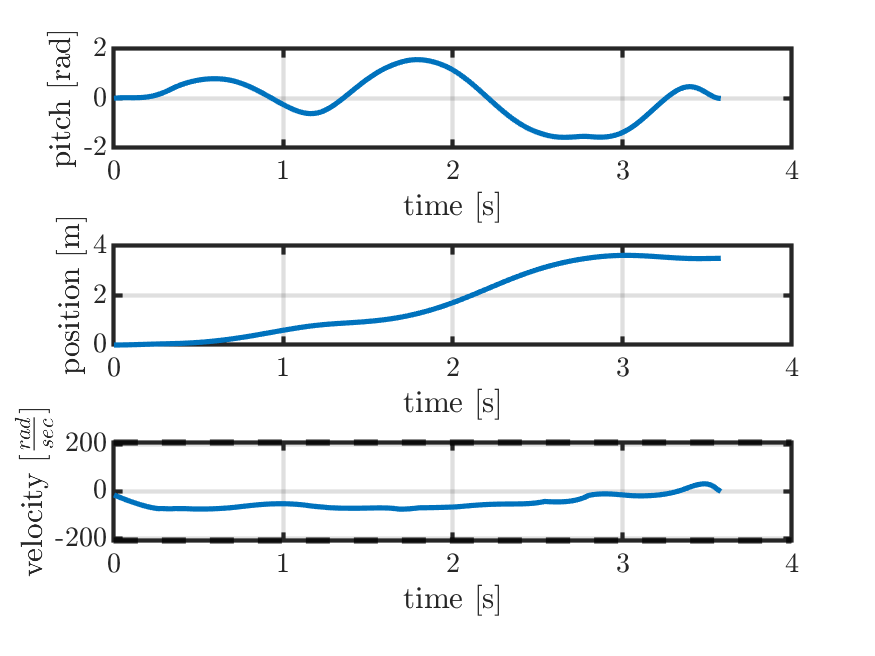 pitch [rad]
2
0
-2
0 1 2 3 4
time [s]
position [m]
4
2
0
0 1 2 3 4
time [s]
velocity [rad/sec]
200
0
-200
0 1 2 3 4
time [s]